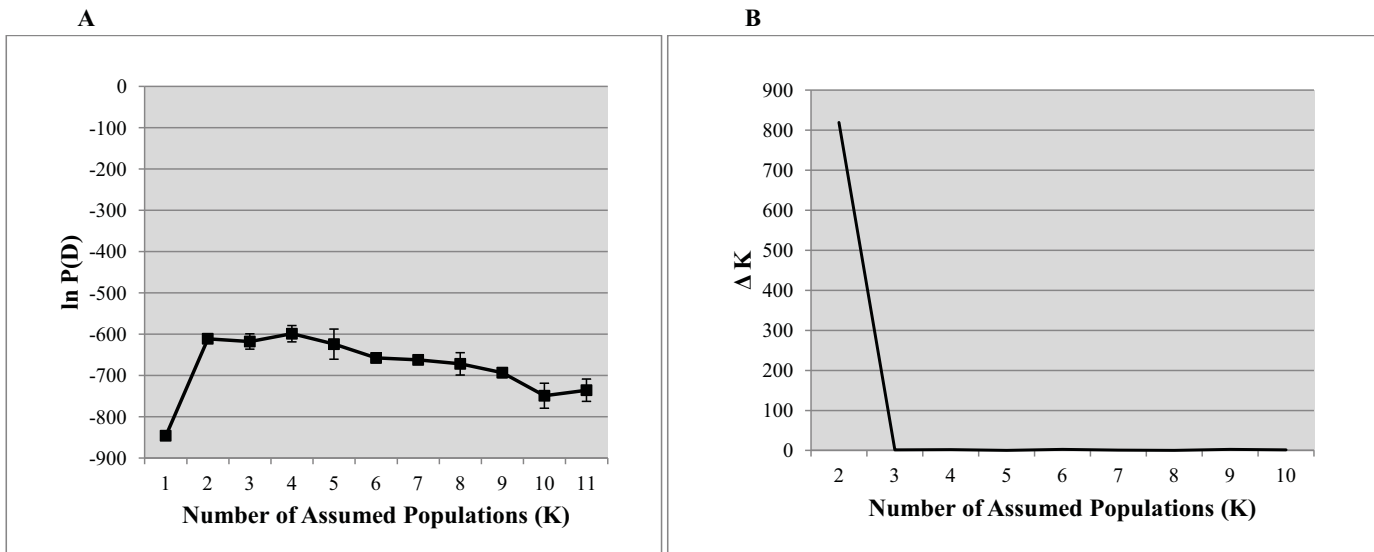 A
0
-100
-200
-300
-400
-500
-600
-700
-800
-900
ln P(D)
1 2 3 4 5 6 7 8 9 10 11
Number of Assumed Populations (K)
B
900
800
700
600
500
400
300
200
100
0
Δ K
2 3 4 5 6 7 8 9 10
Number of Assumed Populations (K)